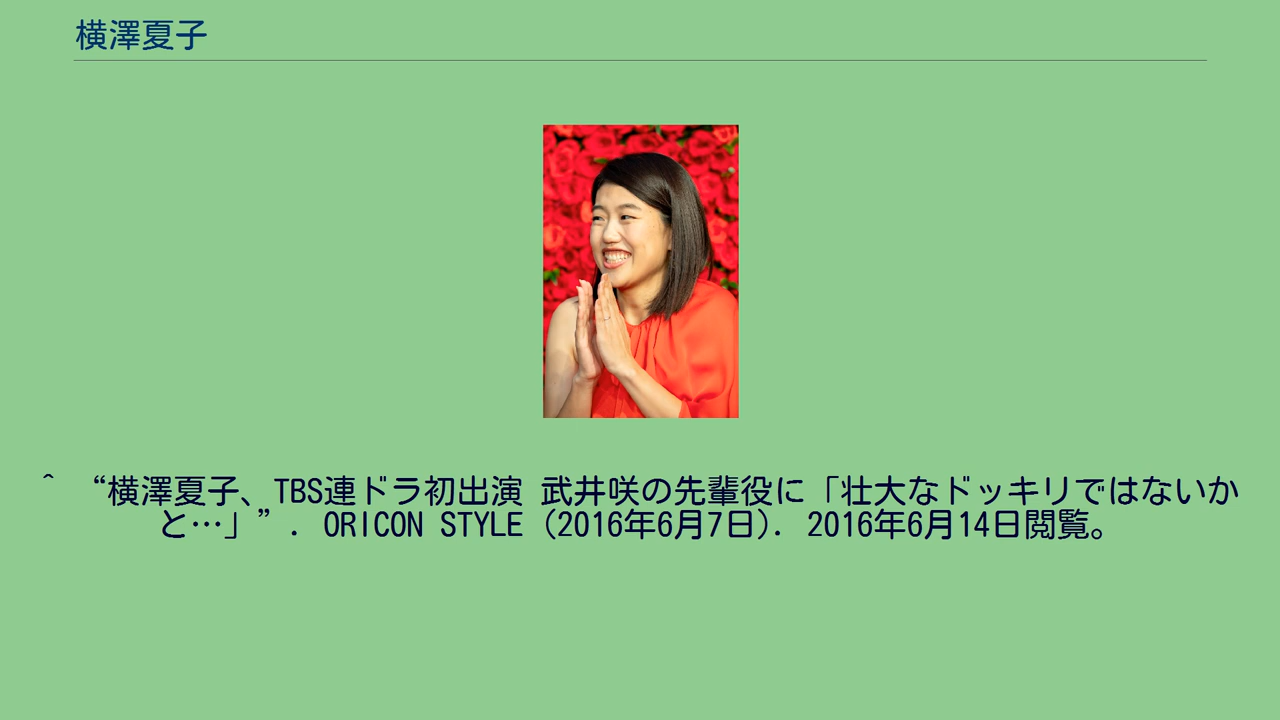 横澤夏子
^ “横澤夏子、TBS連ドラ初出演 武井咲の先輩役に「壮大なドッキリではないか
と…」”. ORICON STYLE (2016年6月7日). 2016年6月14日閲覧。